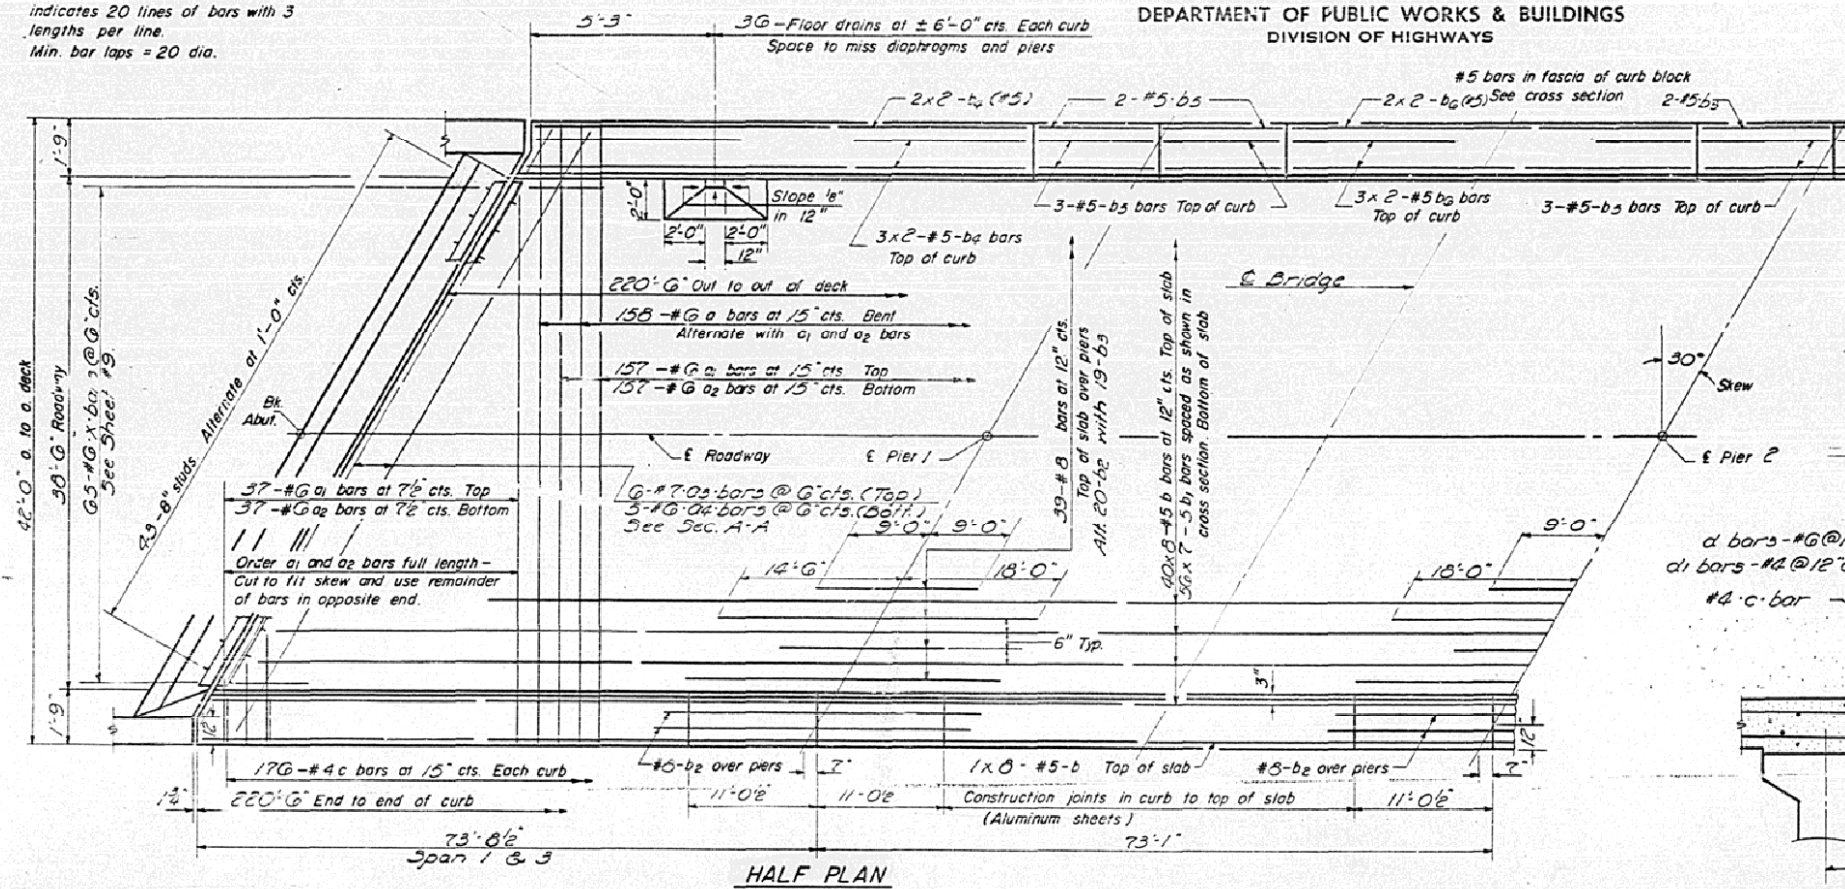 indicates 20 lines of bars with 3
lengths per line.
Min. bar laps = 20 dia.
5'-3"
36-Floor drains at ± 6'-0" cts. Each curb
Space to miss diaphragms and piers
DEPARTMENT OF PUBLIC WORKS & BUILDINGS
DIVISION OF HIGHWAYS
#5 bars in fascia of curb block
See cross section
2x2-b4 (#5)
2-#5-b5
2x2-b6 (#5)
2-#5-b5
1'-9"
2'-0"
Slope 1/8"
in 12"
2'-0"
2'-0"
12"
3-#5-b5 bars Top of curb
3x2-#5 b6 bars
Top of curb
3-#5-b5 bars Top of curb
3x2-#5-b4 bars
Top of curb
220'-6" Out to out of deck
158-#6 a bars at 15" cts. Bent
Alternate with a1 and a2 bars
157-#6 a1 bars at 15" cts Top
157-#6 a2 bars at 15" cts. Bottom
₵ Bridge
30°
Skew
42'-0" o. to o. deck
38'-6" Roadway
65-#6-x-bars @ 6" cts.
See Sheet #9.
studs Alternate at 1'-0" cts.
Bk.
Abut.
₵ Roadway
₵ Pier 1
₵ Pier 2
39-#8 bars at 12" cts.
Top of slab over piers
Alt. 20-b2 with 19-b3
40x8-#5 b bars at 12" cts. Top of slab
56x7-#5 b1 bars spaced as shown in
cross section. Bottom of slab
37-#6 a1 bars at 7½" cts. Top
37-#6 a2 bars at 7½" cts. Bottom
6-#7-a3-bars @ 6" cts. (Top)
5-#6-a4-bars @ 6" cts. (Bott.)
See Sec. A-A
Order a1 and a2 bars full length-
Cut to fit skew and use remainder
of bars in opposite end.
9'-0"
9'-0"
9'-0"
14'-6"
18'-0"
18'-0"
d bars-#6@
d1 bars-#4@12"
#4-c-bar
6" Typ.
3"
1'-9"
12"
12"
176-#4 c bars at 15" cts. Each curb
#8-b2 over piers
7"
1x8-#5-b Top of slab
#8-b2 over piers
7"
1¾"
220'-6" End to end of curb
11'-0½"
11'-0½"
Construction joints in curb to top of slab
(Aluminum sheets)
11'-0½"
73'-8½"
Span 1 & 3
73'-1"
HALF PLAN